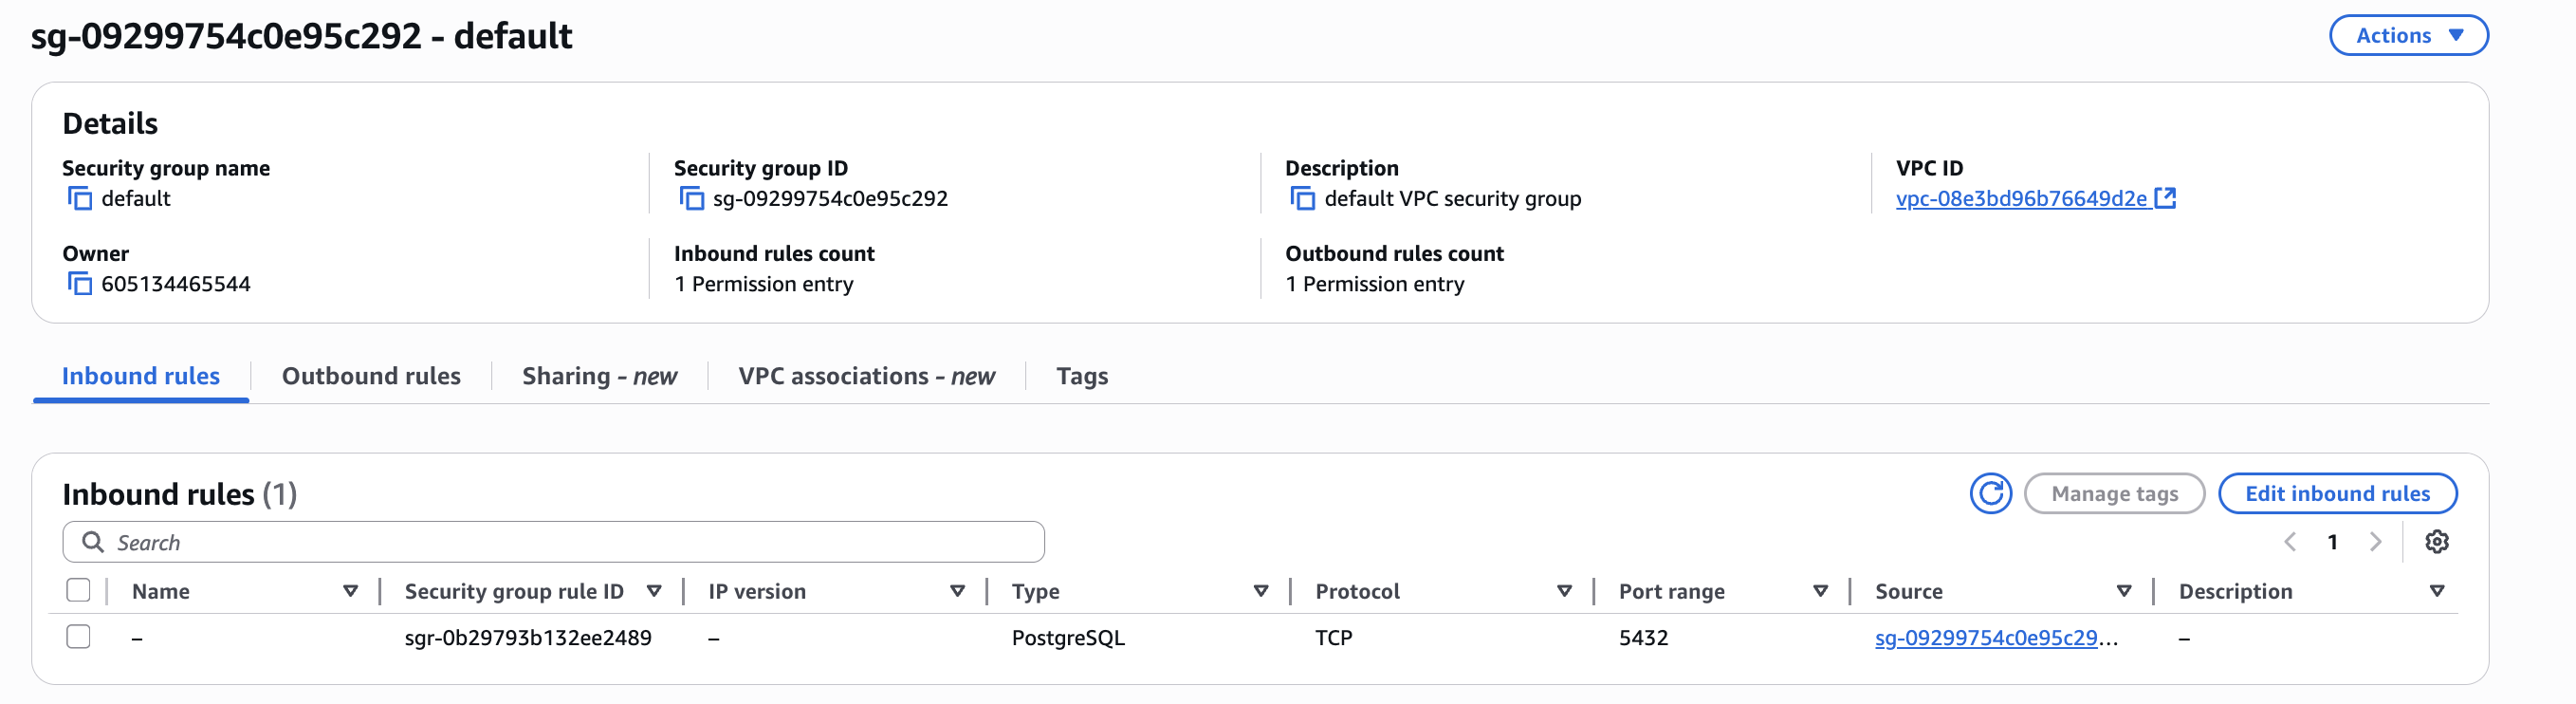 sg-09299754c0e95c292 - default
Actions
Details
Security group name
default
Security group ID
sg-09299754c0e95c292
Description
default VPC security group
VPC ID
vpc-08e3bd96b76649d2e
Owner
605134465544
Inbound rules count
1 Permission entry
Outbound rules count
1 Permission entry
Inbound rules Outbound rules Sharing - new VPC associations - new Tags
Inbound rules (1)
Manage tags
Edit inbound rules
Search
1
Name Security group rule ID IP version Type Protocol Port range Source Description
– sgr-0b29793b132ee2489 – PostgreSQL TCP 5432 sg-09299754c0e95c29... –